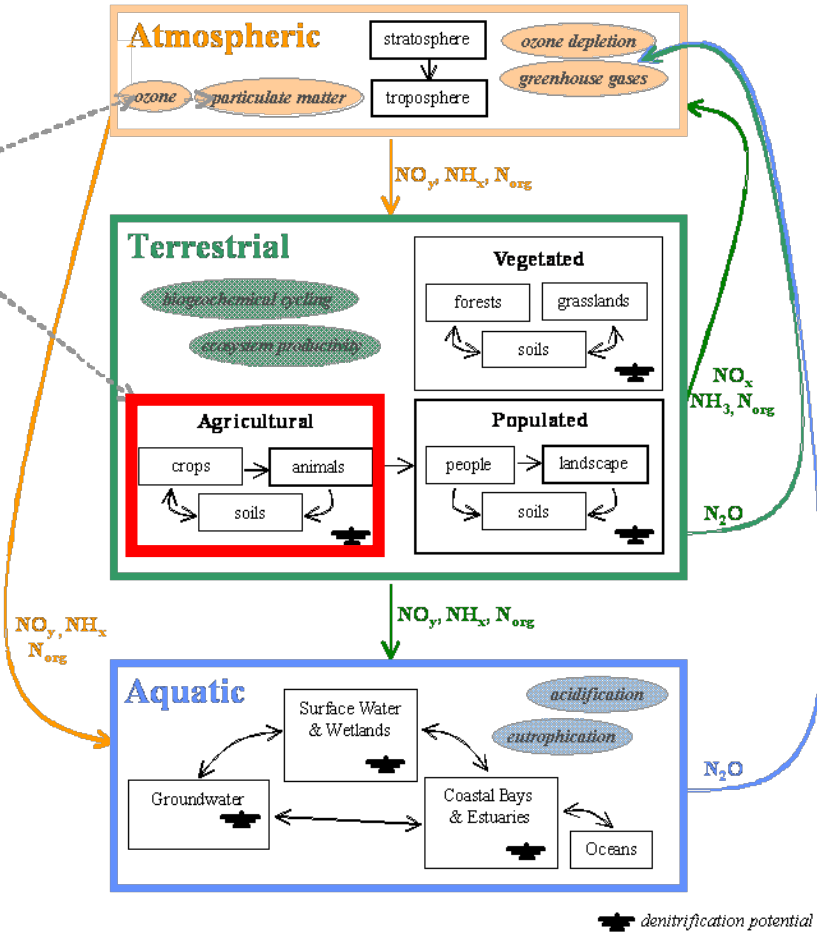 Atmospheric
stratosphere
troposphere
ozone depletion
greenhouse gases
ozone
particulate matter
NOy, NHx, Norg
Terrestrial
biogeochemical cycling
ecosystem productivity
Vegetated
forests
grasslands
soils
Agricultural
crops
animals
soils
Populated
people
landscape
soils
NOx
NH3, Norg
N2O
NOy, NHx
Norg
NOy, NHx, Norg
Aquatic
acidification
eutrophication
Surface Water
& Wetlands
Groundwater
Coastal Bays
& Estuaries
Oceans
N2O
denitrification potential